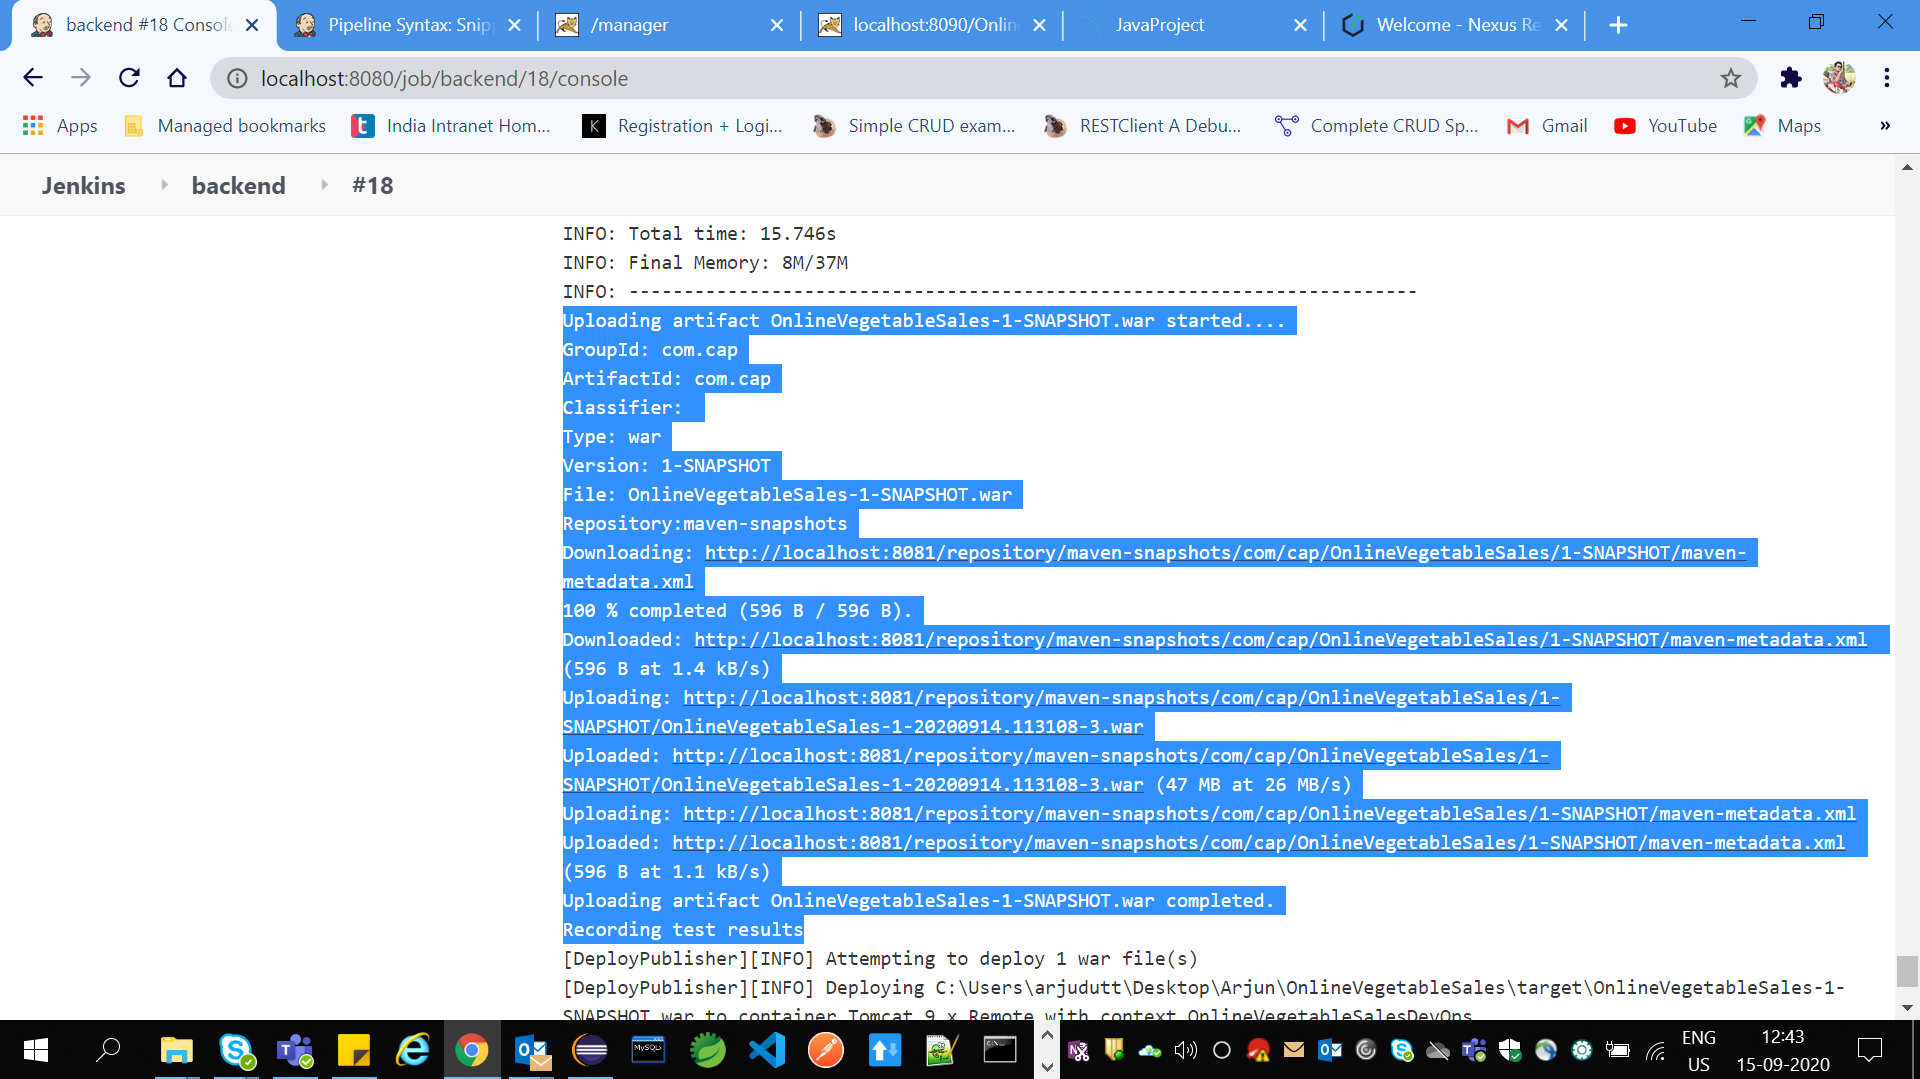 backend #18 Console
Pipeline Syntax: Snip
/manager
localhost:8090/Onlin
JavaProject
Welcome - Nexus Re
localhost:8080/job/backend/18/console
Apps
Managed bookmarks
India Intranet Hom...
Registration + Logi...
Simple CRUD exam...
RESTClient A Debu...
Complete CRUD Sp...
Gmail
YouTube
Maps
»
Jenkins
backend
#18
INFO: Total time: 15.746s
INFO: Final Memory: 8M/37M
INFO: ------------------------------------------------------------------------
Uploading artifact OnlineVegetableSales-1-SNAPSHOT.war started....
GroupId: com.cap
ArtifactId: com.cap
Classifier:
Type: war
Version: 1-SNAPSHOT
File: OnlineVegetableSales-1-SNAPSHOT.war
Repository:maven-snapshots
Downloading: http://localhost:8081/repository/maven-snapshots/com/cap/OnlineVegetableSales/1-SNAPSHOT/maven-
metadata.xml
100 % completed (596 B / 596 B).
Downloaded: http://localhost:8081/repository/maven-snapshots/com/cap/OnlineVegetableSales/1-SNAPSHOT/maven-metadata.xml
(596 B at 1.4 kB/s)
Uploading: http://localhost:8081/repository/maven-snapshots/com/cap/OnlineVegetableSales/1-
SNAPSHOT/OnlineVegetableSales-1-20200914.113108-3.war
Uploaded: http://localhost:8081/repository/maven-snapshots/com/cap/OnlineVegetableSales/1-
SNAPSHOT/OnlineVegetableSales-1-20200914.113108-3.war (47 MB at 26 MB/s)
Uploading: http://localhost:8081/repository/maven-snapshots/com/cap/OnlineVegetableSales/1-SNAPSHOT/maven-metadata.xml
Uploaded: http://localhost:8081/repository/maven-snapshots/com/cap/OnlineVegetableSales/1-SNAPSHOT/maven-metadata.xml
(596 B at 1.1 kB/s)
Uploading artifact OnlineVegetableSales-1-SNAPSHOT.war completed.
Recording test results
[DeployPublisher][INFO] Attempting to deploy 1 war file(s)
[DeployPublisher][INFO] Deploying C:\Users\arjudutt\Desktop\Arjun\OnlineVegetableSales\target\OnlineVegetableSales-1-
SNAPSHOT.war to container Tomcat 9.x Remote with context OnlineVegetableSalesDevOps
MySQL
ENG
US
12:43
15-09-2020